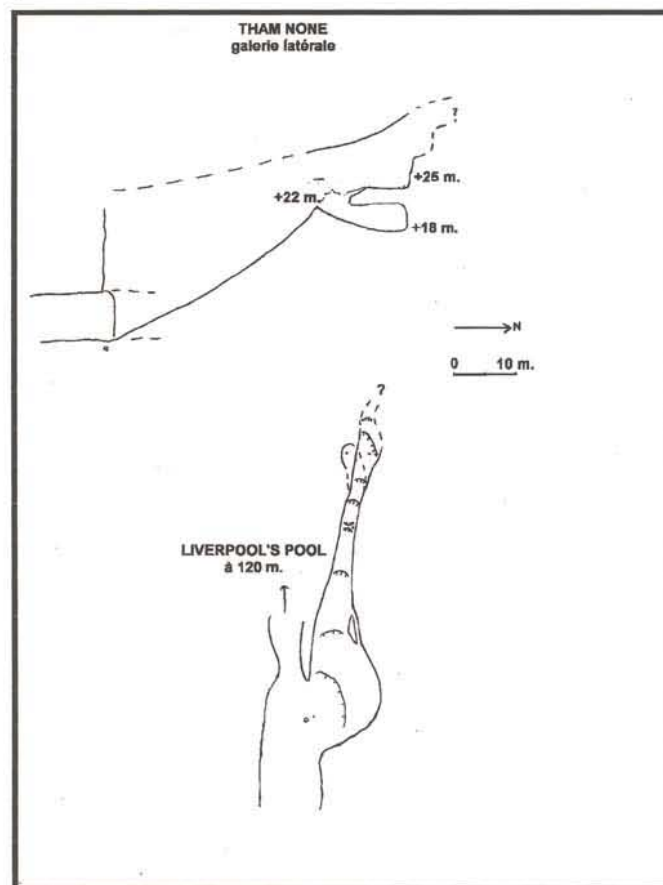 THAM NONE
galerie latérale
?
+25 m.
+22 m.
+18 m.
N
0 10 m.
?
LIVERPOOL'S POOL
à 120 m.